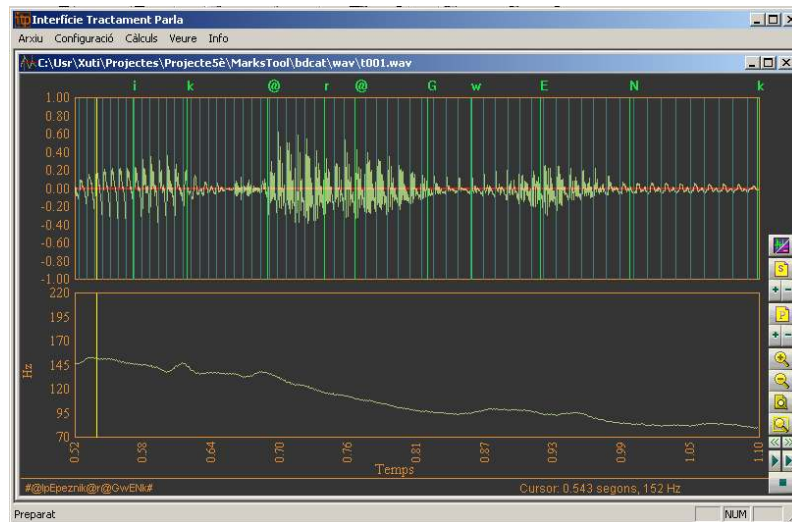 itp Interfície Tractament Parla
Arxiu Configuració Càlculs Veure Info
C:\Usr\Xuti\Projectes\Projecte5è\MarksTool\bdcat\wav\t001.wav
i k @ r @ G w E N k
1.00
0.80
0.60
0.40
0.20
0.00
-0.20
-0.40
-0.60
-0.80
-1.00
S
+ -
P
+ -
220
195
170
145
120
95
70
Hz
0.52 0.58 0.64 0.70 0.76 0.81 0.87 0.93 0.99 1.05 1.10
Temps
#@lpEpeznik@r@GwENk# Cursor: 0.543 segons, 152 Hz
Preparat NUM